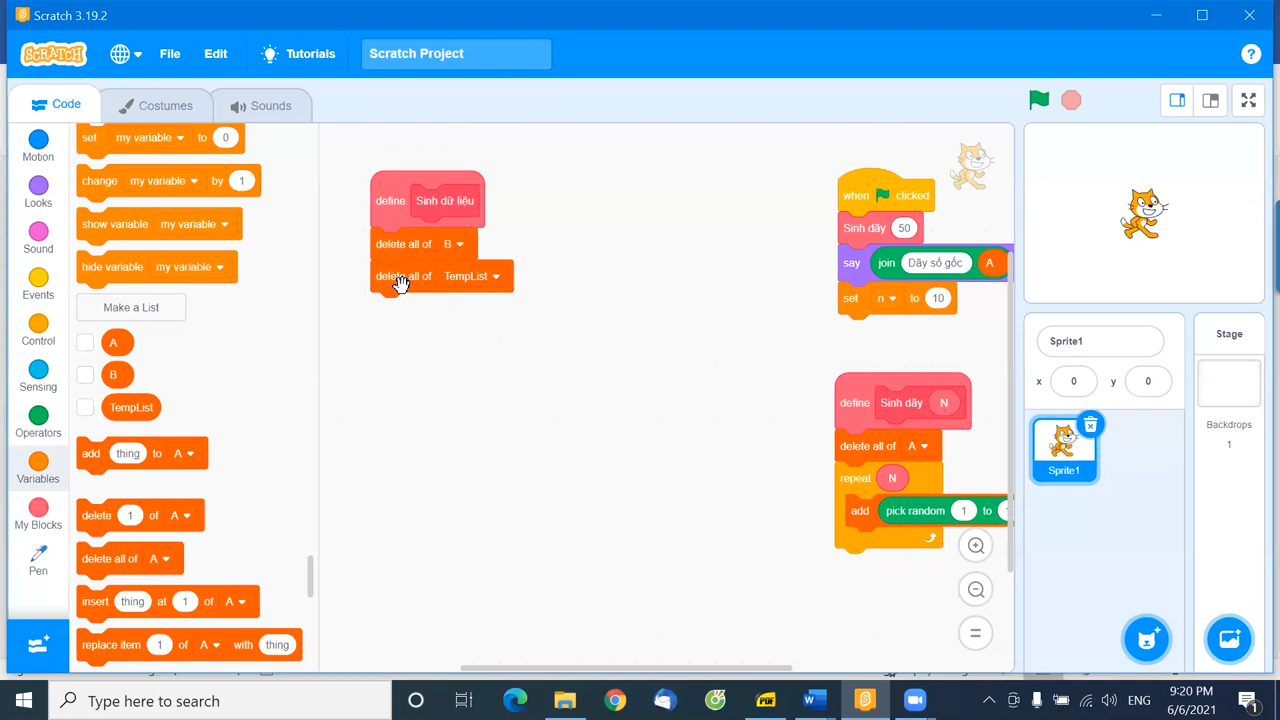 Scratch 3.19.2
SCRATCH
File
Edit
Tutorials
Scratch Project
?
Code
Costumes
Sounds
Motion
Looks
Sound
Events
Control
Sensing
Operators
Variables
My Blocks
Pen
set my variable to 0
change my variable by 1
show variable my variable
hide variable my variable
Make a List
A
B
TempList
add thing to A
delete 1 of A
delete all of A
insert thing at 1 of A
replace item 1 of A with thing
define Sinh dữ liệu
delete all of B
delete all of TempList
when clicked
Sinh dãy 50
say join Dãy số gốc A
set n to 10
define Sinh dãy N
delete all of A
repeat N
add pick random 1 to
Sprite1
x 0 y 0
Sprite1
Stage
Backdrops
1
Type here to search
PDF
ENG
9:20 PM
6/6/2021
1